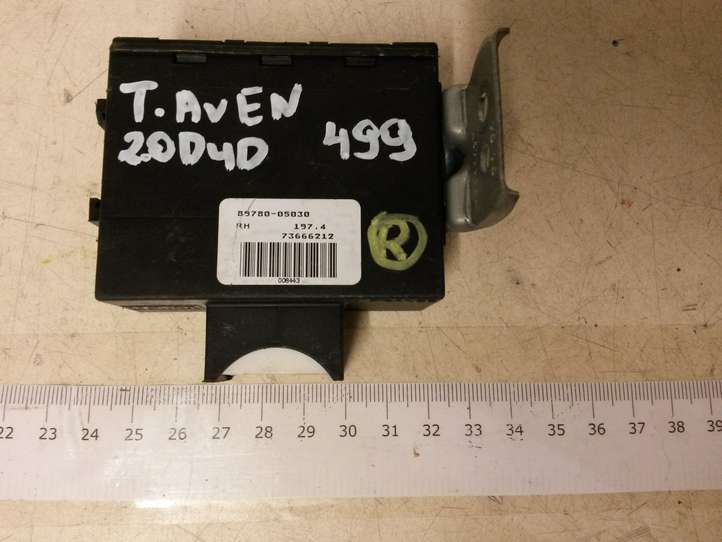 T. AVEN
2.0D4D 499
89780-05030
RH 197.4
73666212
008443
R
22 23 24 25 26 27 28 29 30 31 32 33 34 35 36 37 38 39